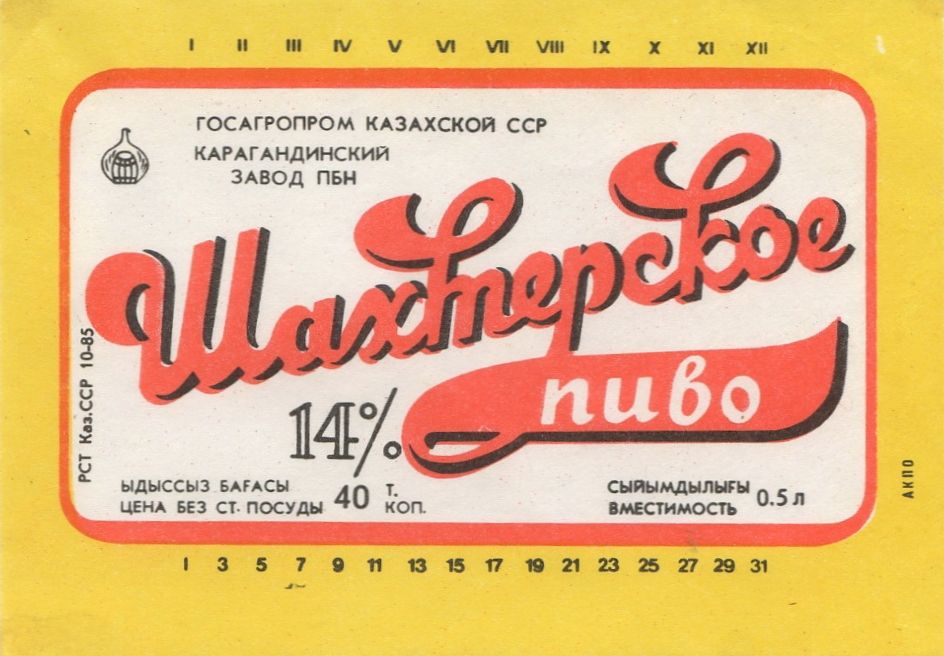 I II III IV V VI VII VIII IX X XI XII
ГОСАГРОПРОМ КАЗАХСКОЙ ССР
КАРАГАНДИНСКИЙ
ЗАВОД ПБН
Шахтерское
пиво
14%
РСТ Каз.ССР 10-85
ЫДЫССЫЗ БАҒАСЫ
ЦЕНА БЕЗ СТ. ПОСУДЫ 40 Т. КОП.
СЫЙЫМДЫЛЫҒЫ
ВМЕСТИМОСТЬ 0.5 л
АКПО
1 3 5 7 9 11 13 15 17 19 21 23 25 27 29 31